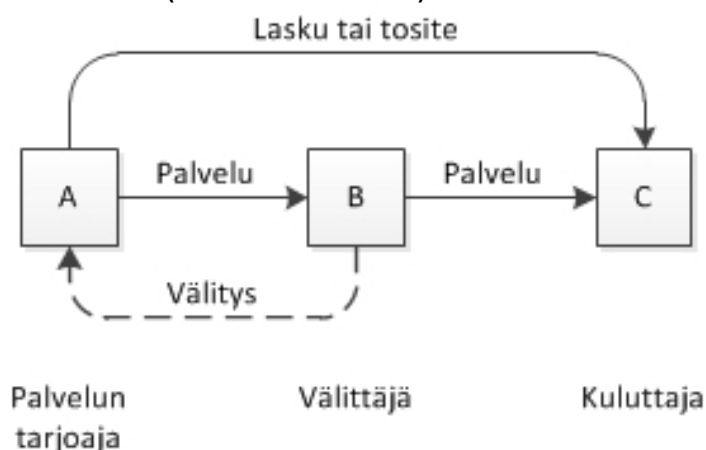 Lasku tai tosite
Palvelu
Palvelu
A
B
C
Välitys
Palvelun
tarjoaja
Välittäjä
Kuluttaja